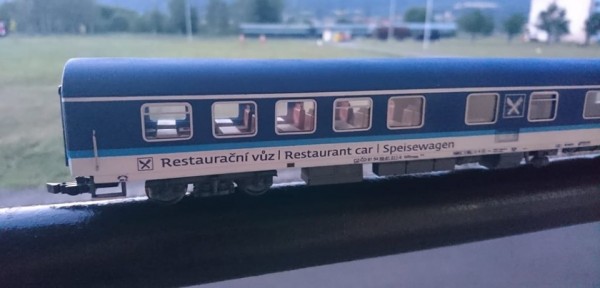 Restaurační vůz | Restaurant car | Speisewagen